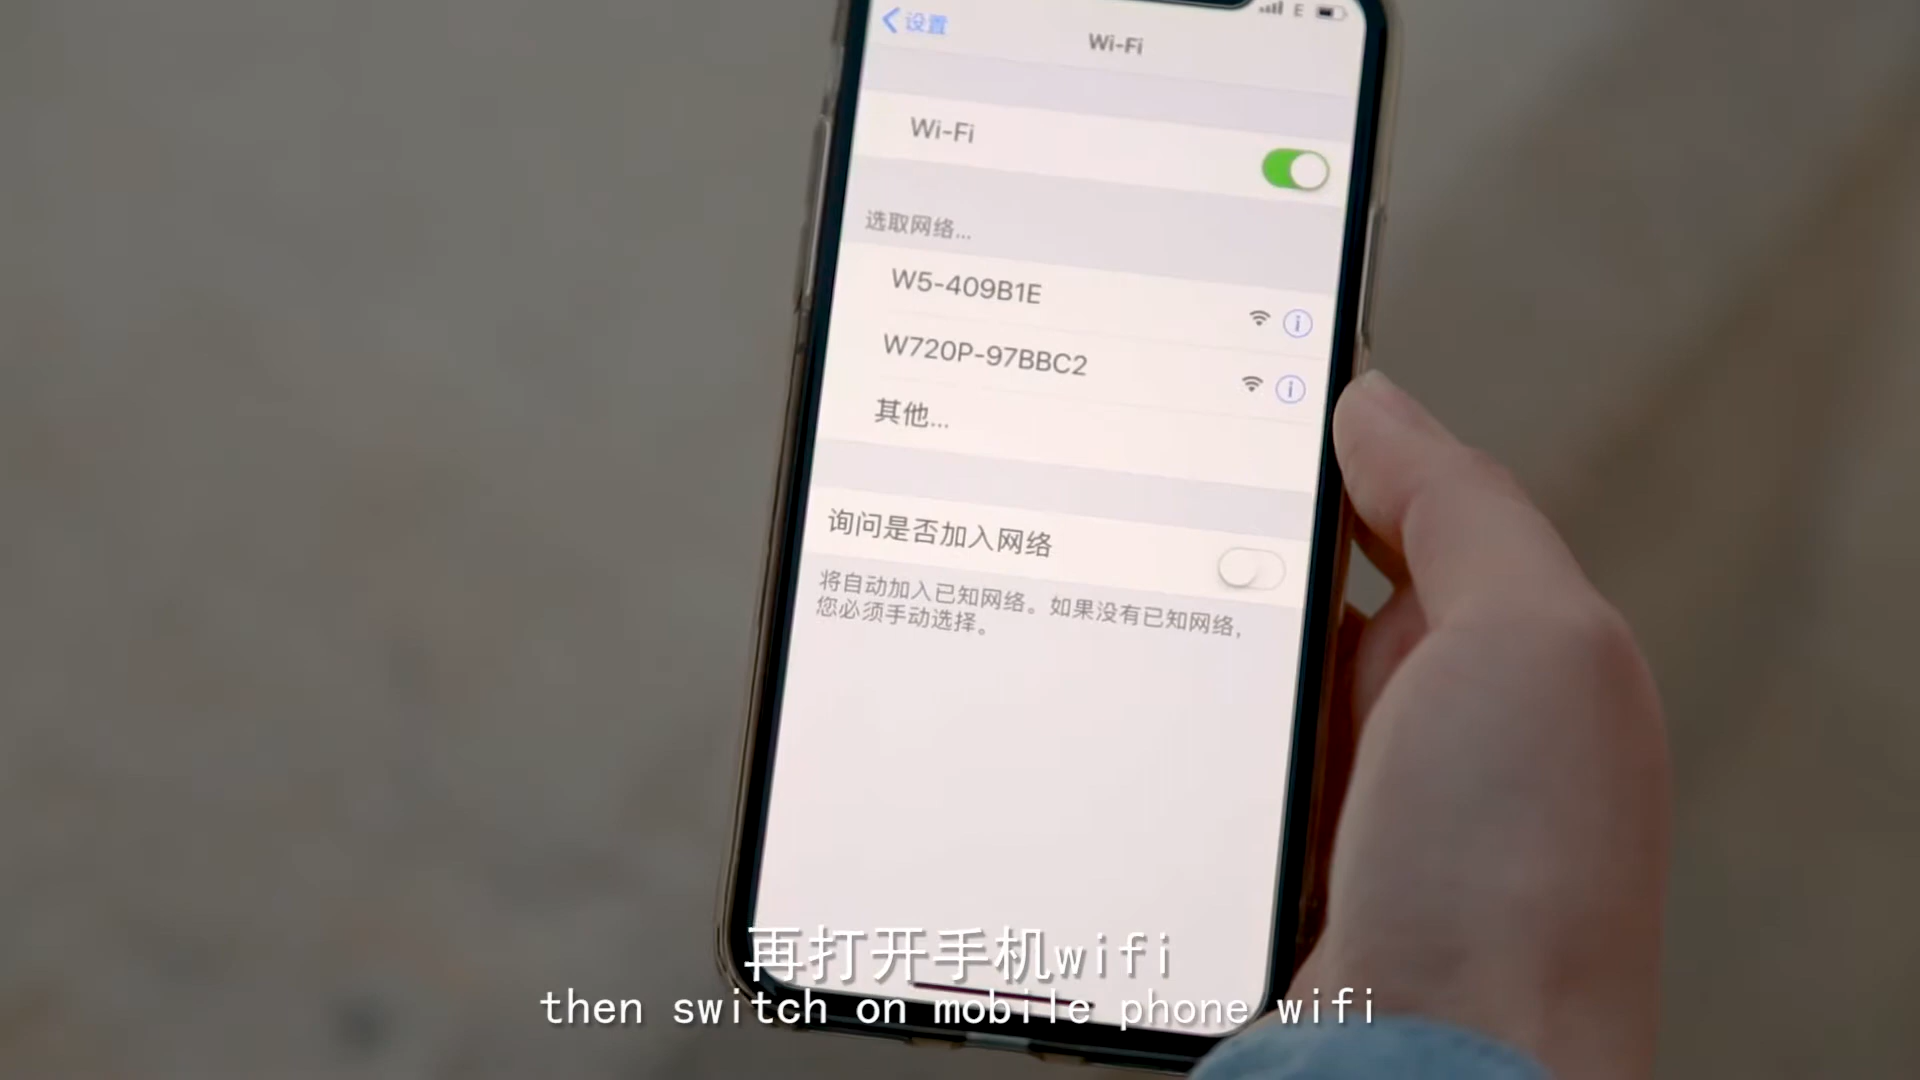 E
设置
Wi-Fi
Wi-Fi
选取网络...
W5-409B1E
W720P-97BBC2
其他...
询问是否加入网络
将自动加入已知网络。如果没有已知网络,
您必须手动选择。
再打开手机wifi
then switch on mobile phone wifi